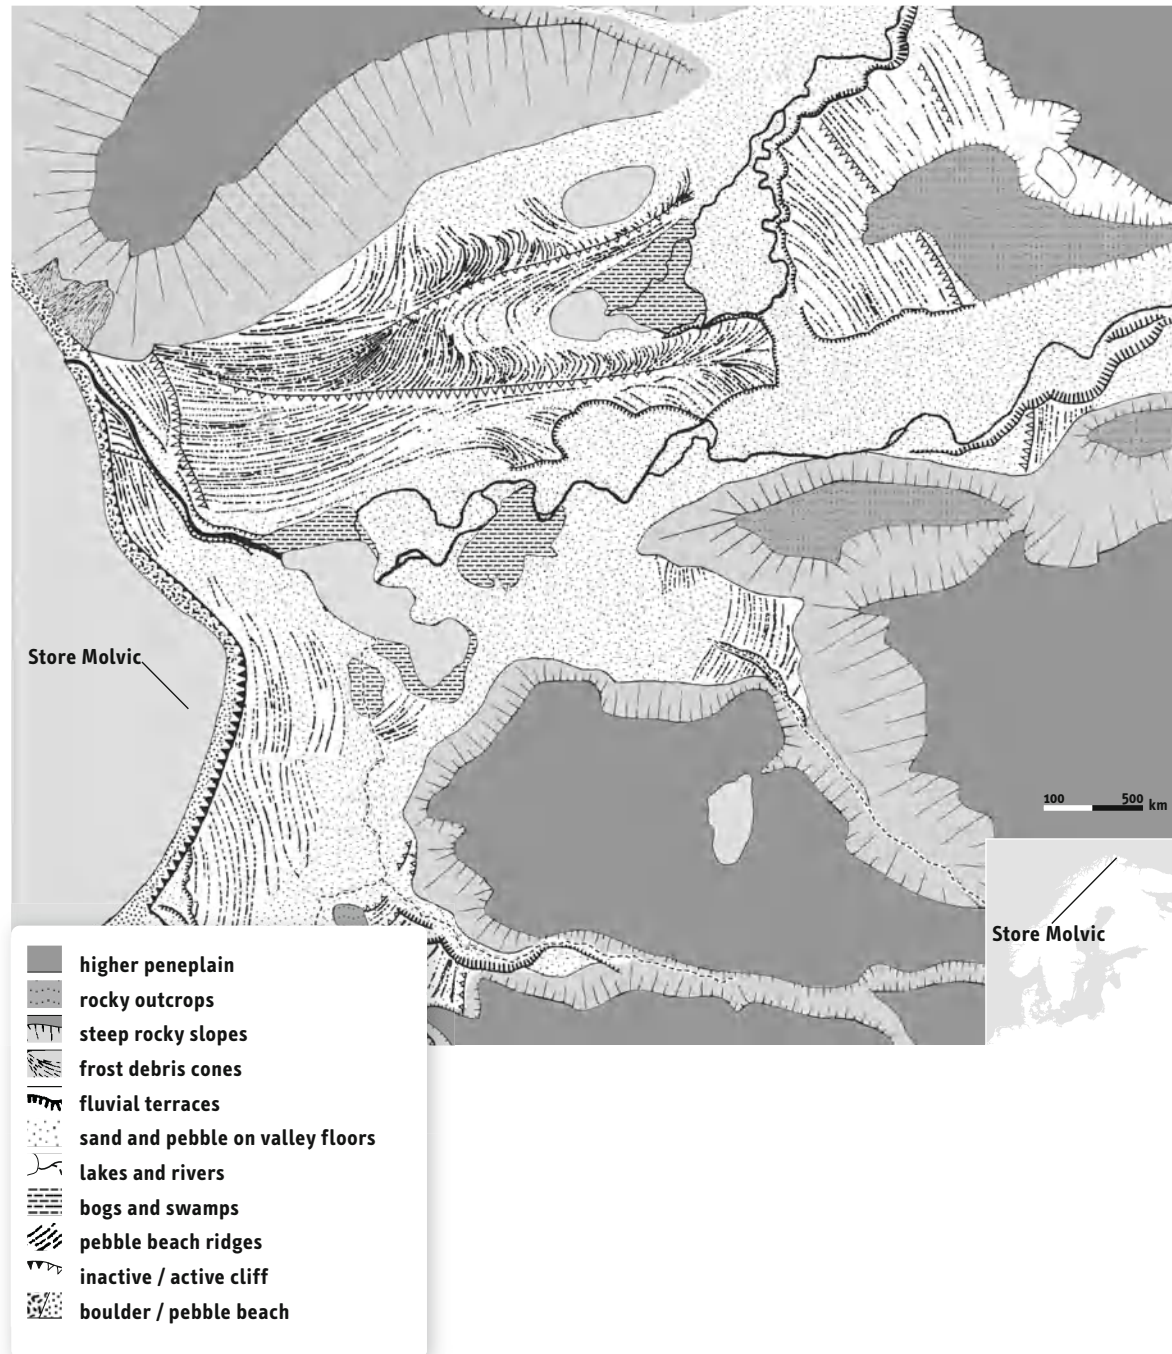 Store Molvic
100 500 km
Store Molvic
higher peneplain
rocky outcrops
steep rocky slopes
frost debris cones
fluvial terraces
sand and pebble on valley floors
lakes and rivers
bogs and swamps
pebble beach ridges
inactive / active cliff
boulder / pebble beach